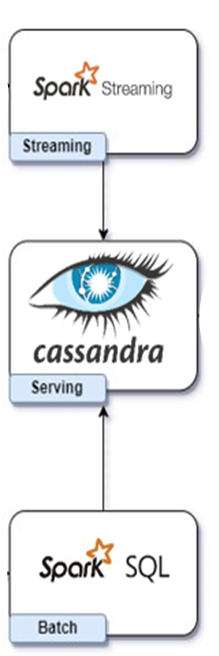 Spark Streaming
Streaming
cassandra
Serving
Spark SQL
Batch